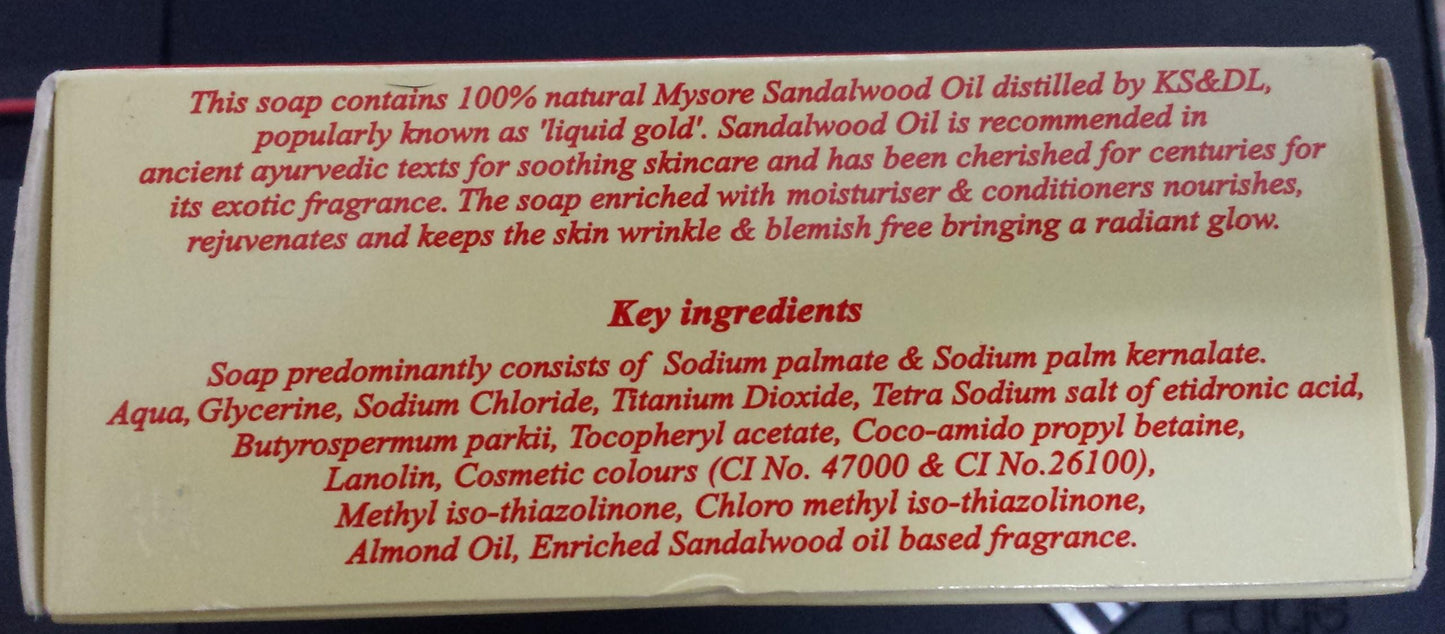 This soap contains 100% natural Mysore Sandalwood Oil distilled by KS&DL,
popularly known as 'liquid gold'. Sandalwood Oil is recommended in
ancient ayurvedic texts for soothing skincare and has been cherished for centuries for
its exotic fragrance. The soap enriched with moisturiser & conditioners nourishes,
rejuvenates and keeps the skin wrinkle & blemish free bringing a radiant glow.
Key ingredients
Soap predominantly consists of Sodium palmate & Sodium palm kernalate.
Aqua, Glycerine, Sodium Chloride, Titanium Dioxide, Tetra Sodium salt of etidronic acid,
Butyrospermum parkii, Tocopheryl acetate, Coco-amido propyl betaine,
Lanolin, Cosmetic colours (CI No. 47000 & CI No.26100),
Methyl iso-thiazolinone, Chloro methyl iso-thiazolinone,
Almond Oil, Enriched Sandalwood oil based fragrance.